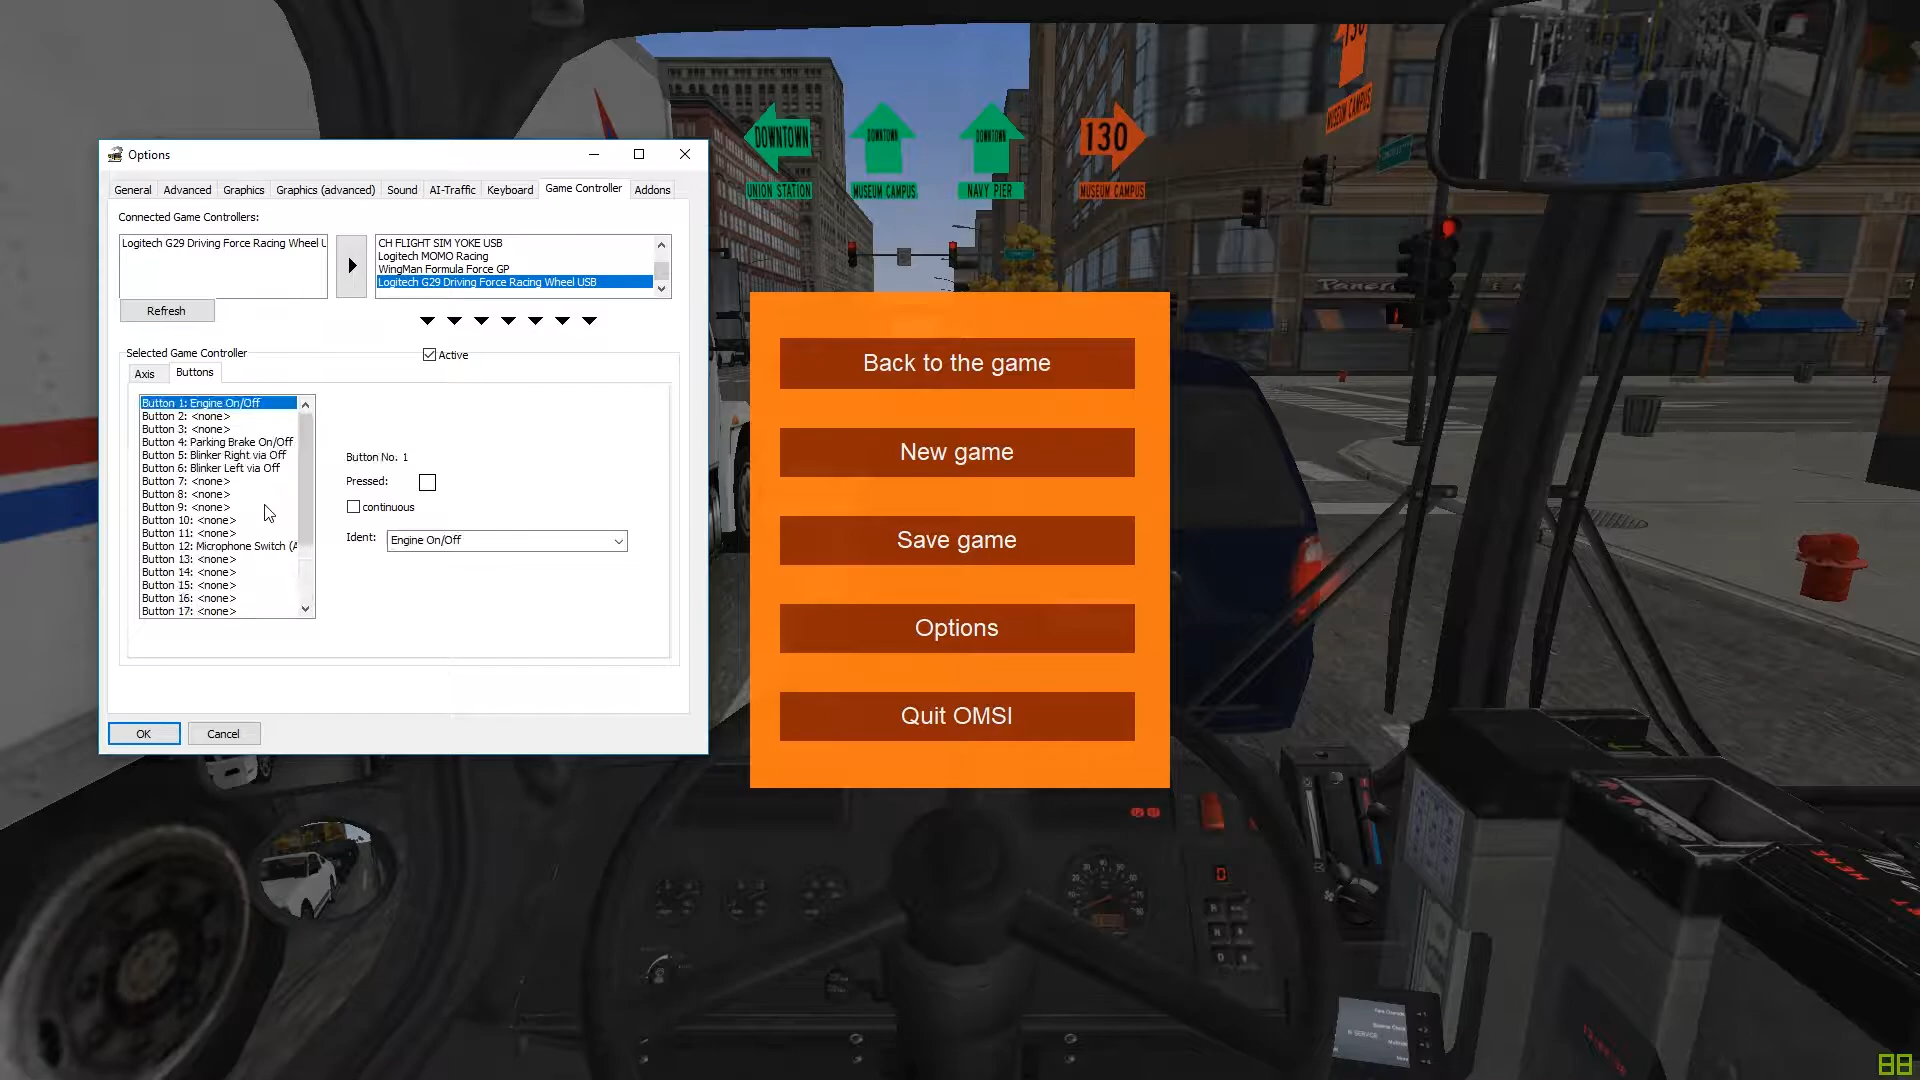 Options
General
Advanced
Graphics
Graphics (advanced)
Sound
AI-Traffic
Keyboard
Game Controller
Addons
Connected Game Controllers:
Logitech G29 Driving Force Racing Wheel U
CH FLIGHT SIM YOKE USB
Logitech MOMO Racing
WingMan Formula Force GP
Logitech G29 Driving Force Racing Wheel USB
Refresh
Selected Game Controller
Active
Axis
Buttons
Button 1: Engine On/Off
Button 2: <none>
Button 3: <none>
Button 4: Parking Brake On/Off
Button 5: Blinker Right via Off
Button 6: Blinker Left via Off
Button 7: <none>
Button 8: <none>
Button 9: <none>
Button 10: <none>
Button 11: <none>
Button 12: Microphone Switch (A
Button 13: <none>
Button 14: <none>
Button 15: <none>
Button 16: <none>
Button 17: <none>
Button No. 1
Pressed:
continuous
Ident:
Engine On/Off
OK
Cancel
DOWNTOWN
UNION STATION
DOWNTOWN
MUSEUM CAMPUS
DOWNTOWN
NAVY PIER
130
MUSEUM CAMPUS
130
MUSEUM CAMPUS
Back to the game
New game
Save game
Options
Quit OMSI
HERE
88